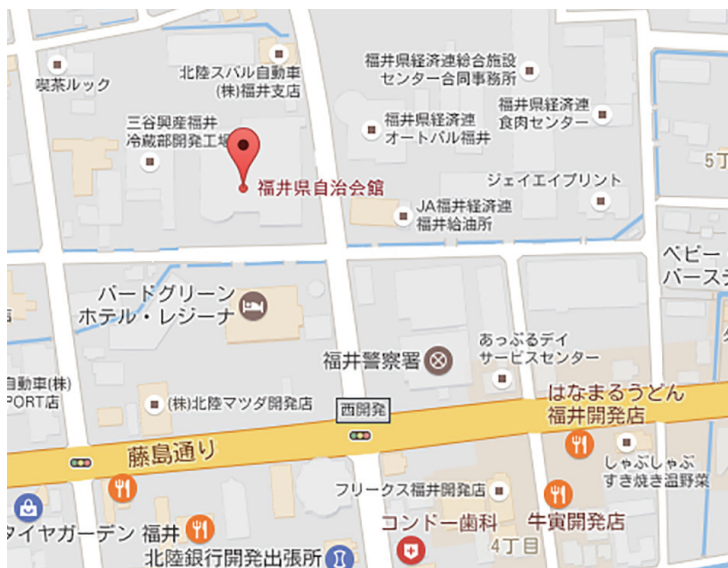 喫茶ルック
北陸スバル自動車
(株)福井支店
福井県経済連総合施設
センター合同事務所
三谷興産福井
冷蔵部開発工場
福井県経済連
オートパル福井
福井県経済連
食肉センター
5丁
福井県自治会館
ジェイエイプリント
JA福井経済連
福井給油所
バードグリーン
ホテル・レジーナ
ベビー
バース
福井警察署
あっぷるデイ
サービスセンター
自動車(株)
PORT店
(株)北陸マツダ開発店
西開発
はなまるうどん
福井開発店
藤島通り
しゃぶしゃぶ
すき焼き温野菜
フリークス福井開発店
タイヤガーデン 福井
コンドー歯科
牛寅開発店
4丁目
北陸銀行開発出張所